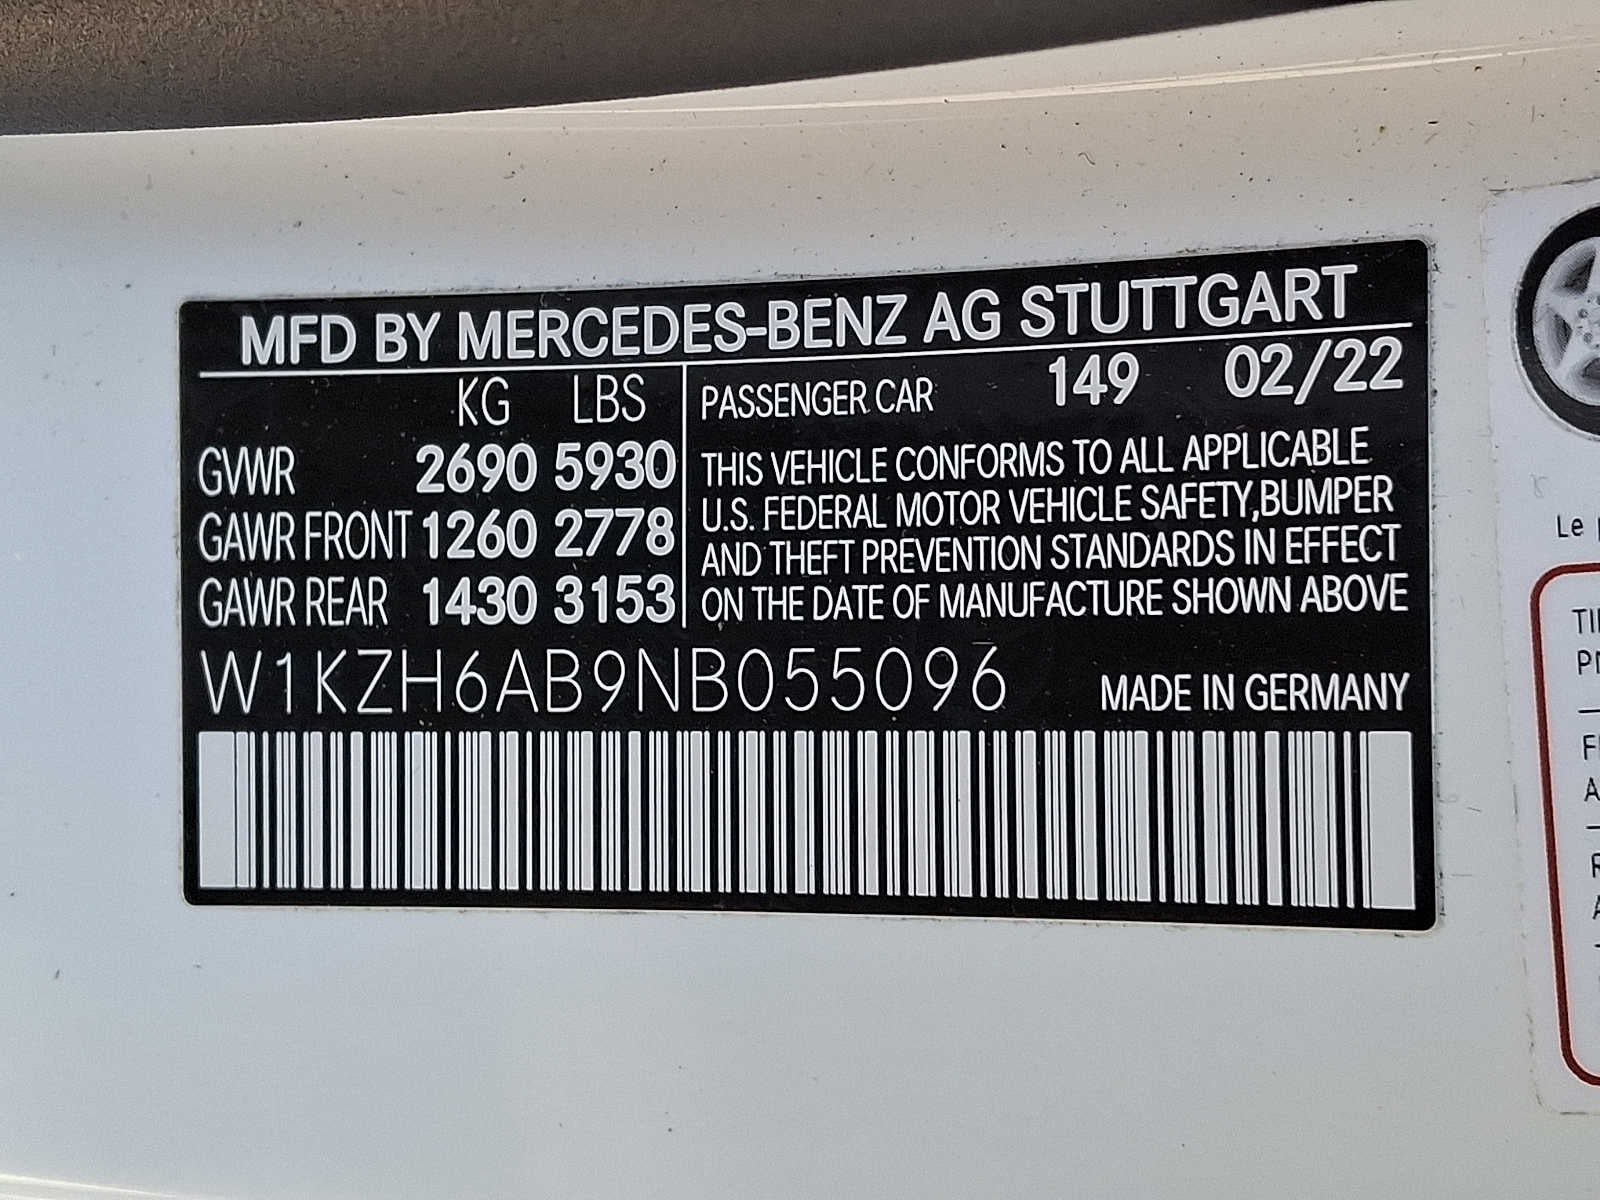 MFD BY MERCEDES-BENZ AG STUTTGART
KG LBS
GVWR 2690 5930
GAWR FRONT 1260 2778
GAWR REAR 1430 3153
PASSENGER CAR 149 02/22
THIS VEHICLE CONFORMS TO ALL APPLICABLE
U.S. FEDERAL MOTOR VEHICLE SAFETY,BUMPER
AND THEFT PREVENTION STANDARDS IN EFFECT
ON THE DATE OF MANUFACTURE SHOWN ABOVE
W1KZH6AB9NB055096
MADE IN GERMANY
Le